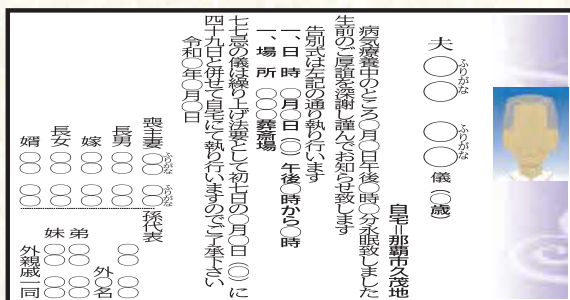 夫 ○○ ○○ 儀(○歳)
ふりがな ふりがな
自宅=那覇市久茂地
病気療養中のところ○月○日午後○時○分永眠致しました
生前のご厚誼を深謝し謹んでお知らせ致します
告別式は左記の通り執り行います
一、日 時 ○月○日(○)午後○時から○時
一、場 所 ○○葬斎場
七七忌の儀は繰り上げ法要として初七日の○月○日(○)に
四十九日と併せて自宅にて執り行いますのでご了承下さい
令和○年○月○日
喪主妻 ○○ ○○
ふりがな ふりがな
長男 ○○ ○○
嫁 ○○ ○○
長女 ○○ ○○
婿 ○○ ○○
孫代表 ○○ ○○
外○名
弟 ○○ ○○
妹 ○○ ○○
外親戚一同